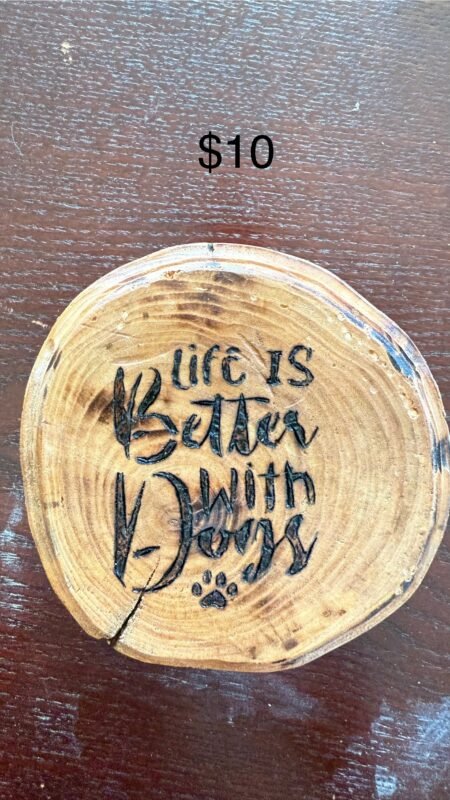 $10
Life IS
Better
with
Dogs